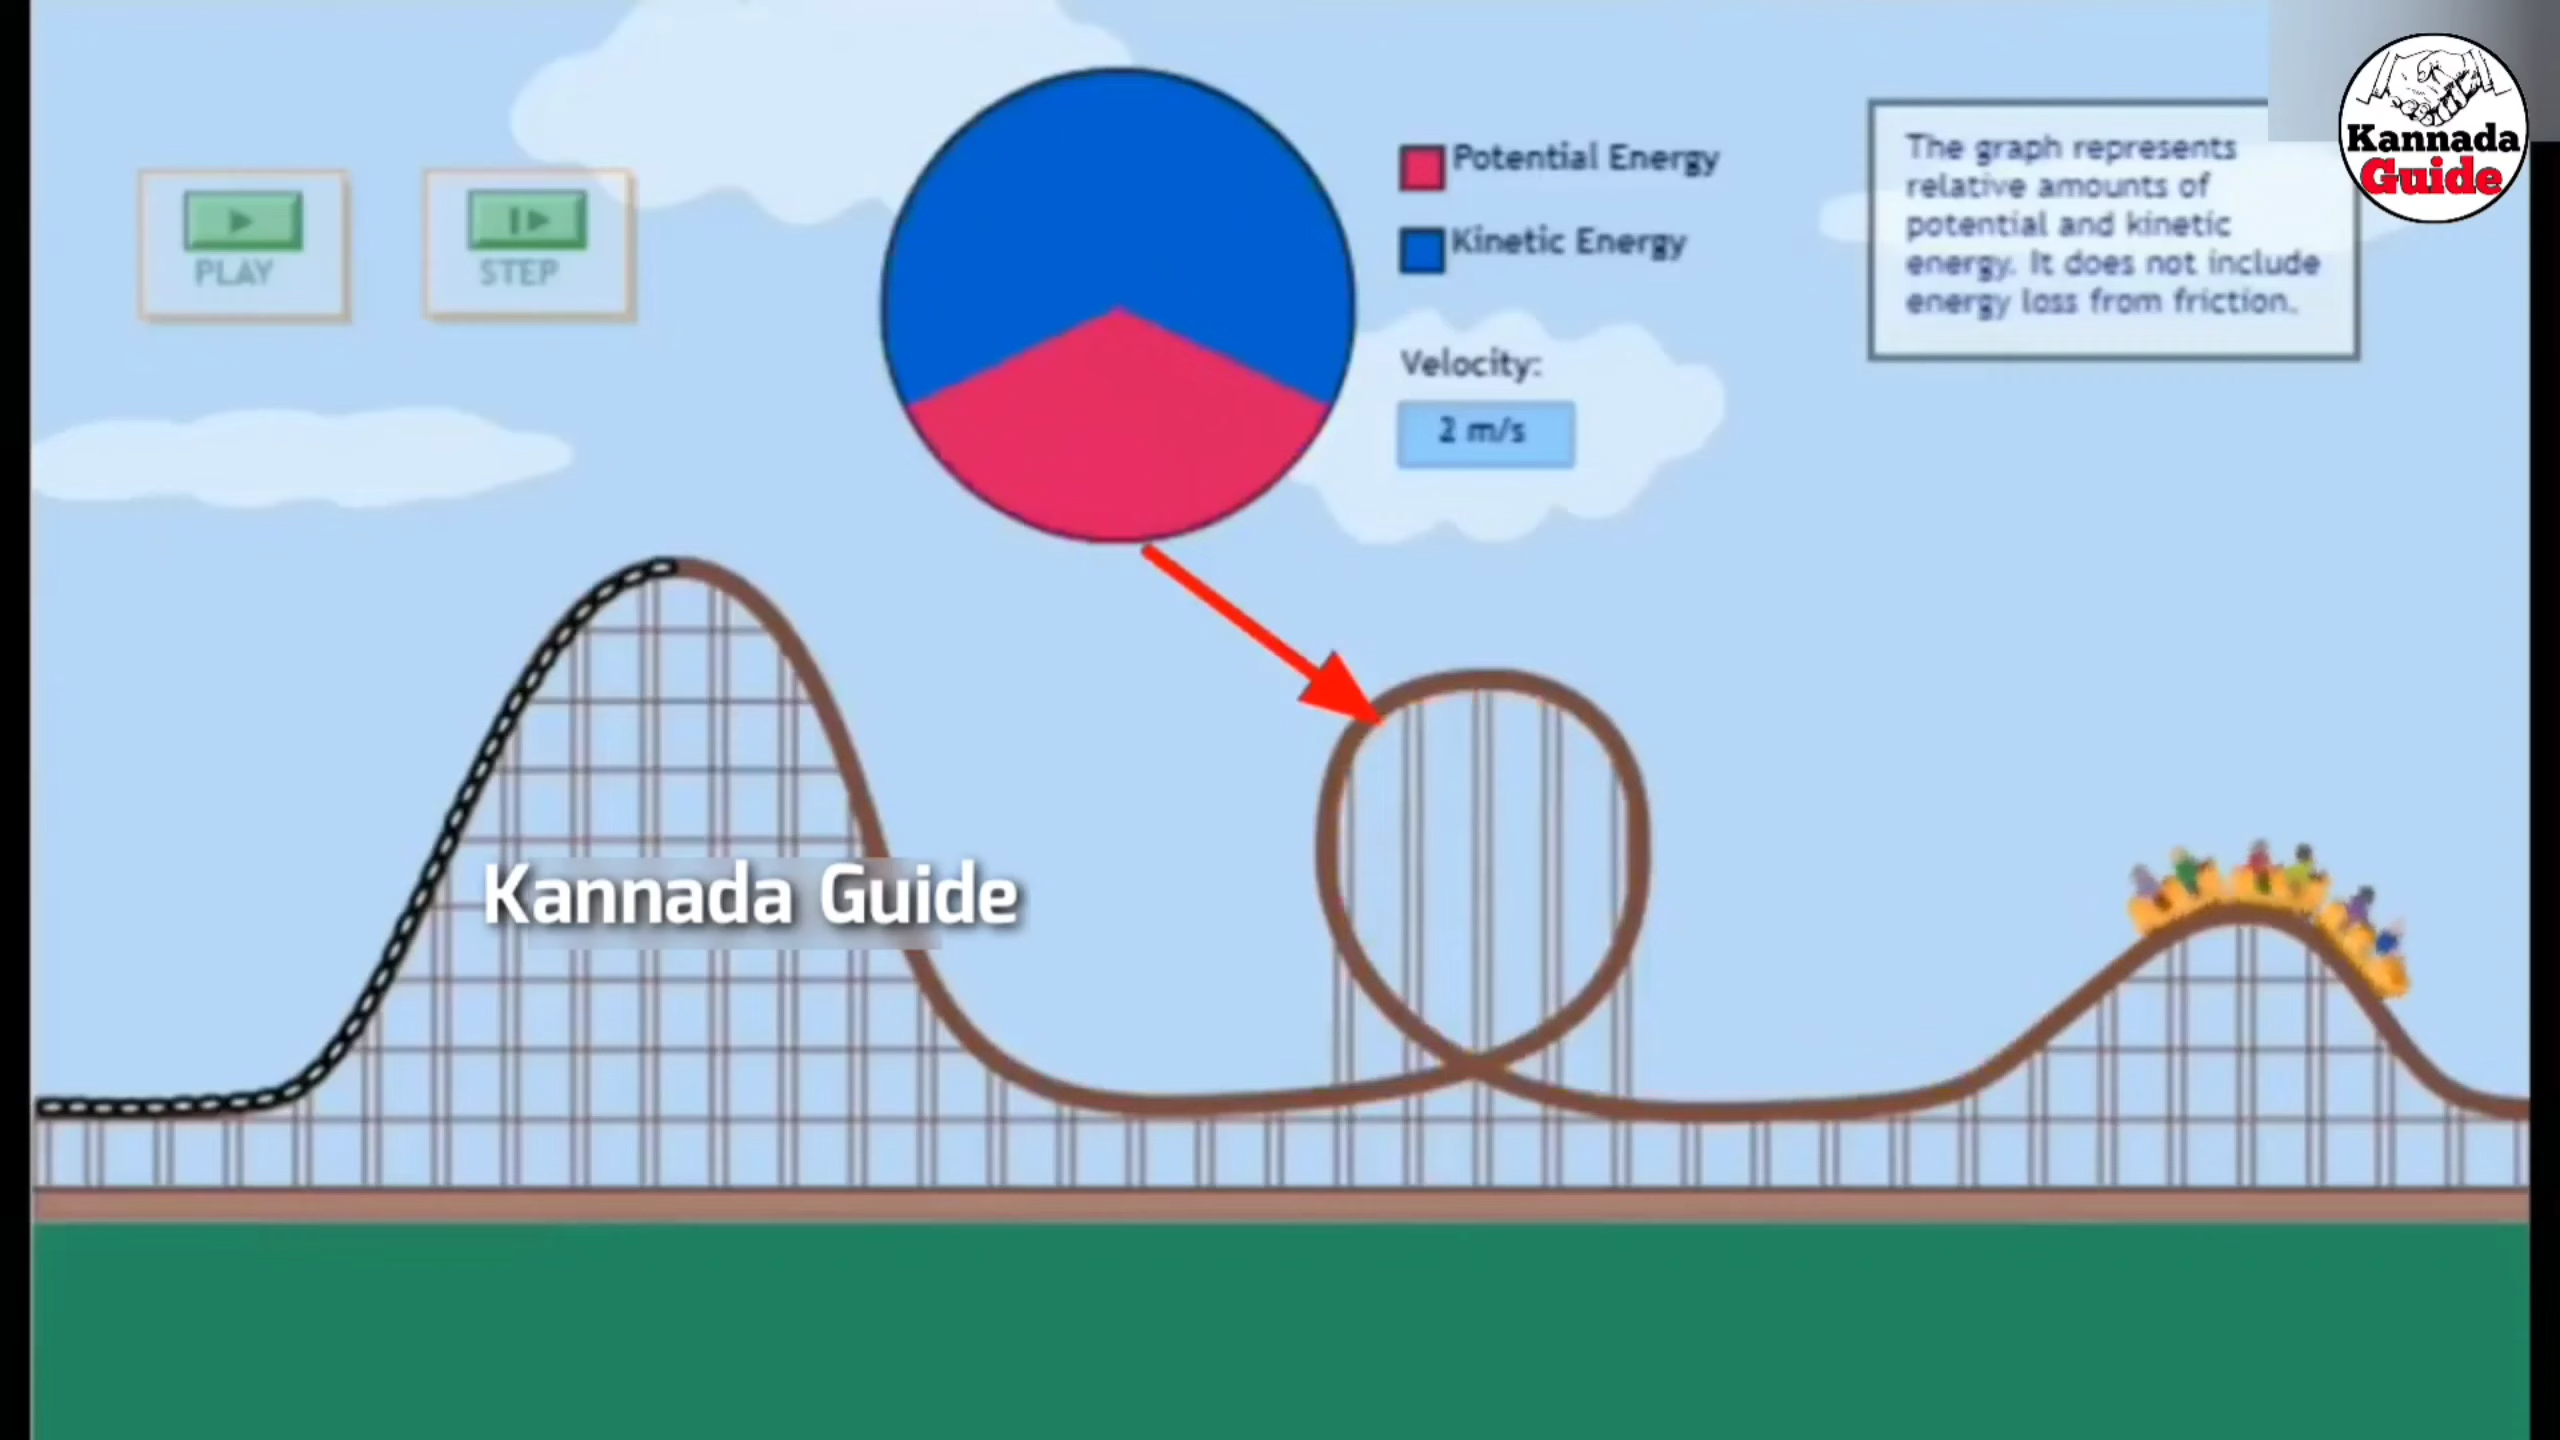 Kannada
Guide
The graph represents
relative amounts of
potential and kinetic
energy. It does not include
energy loss from friction.
Potential Energy
Kinetic Energy
PLAY
STEP
Velocity:
2 m/s
Kannada Guide